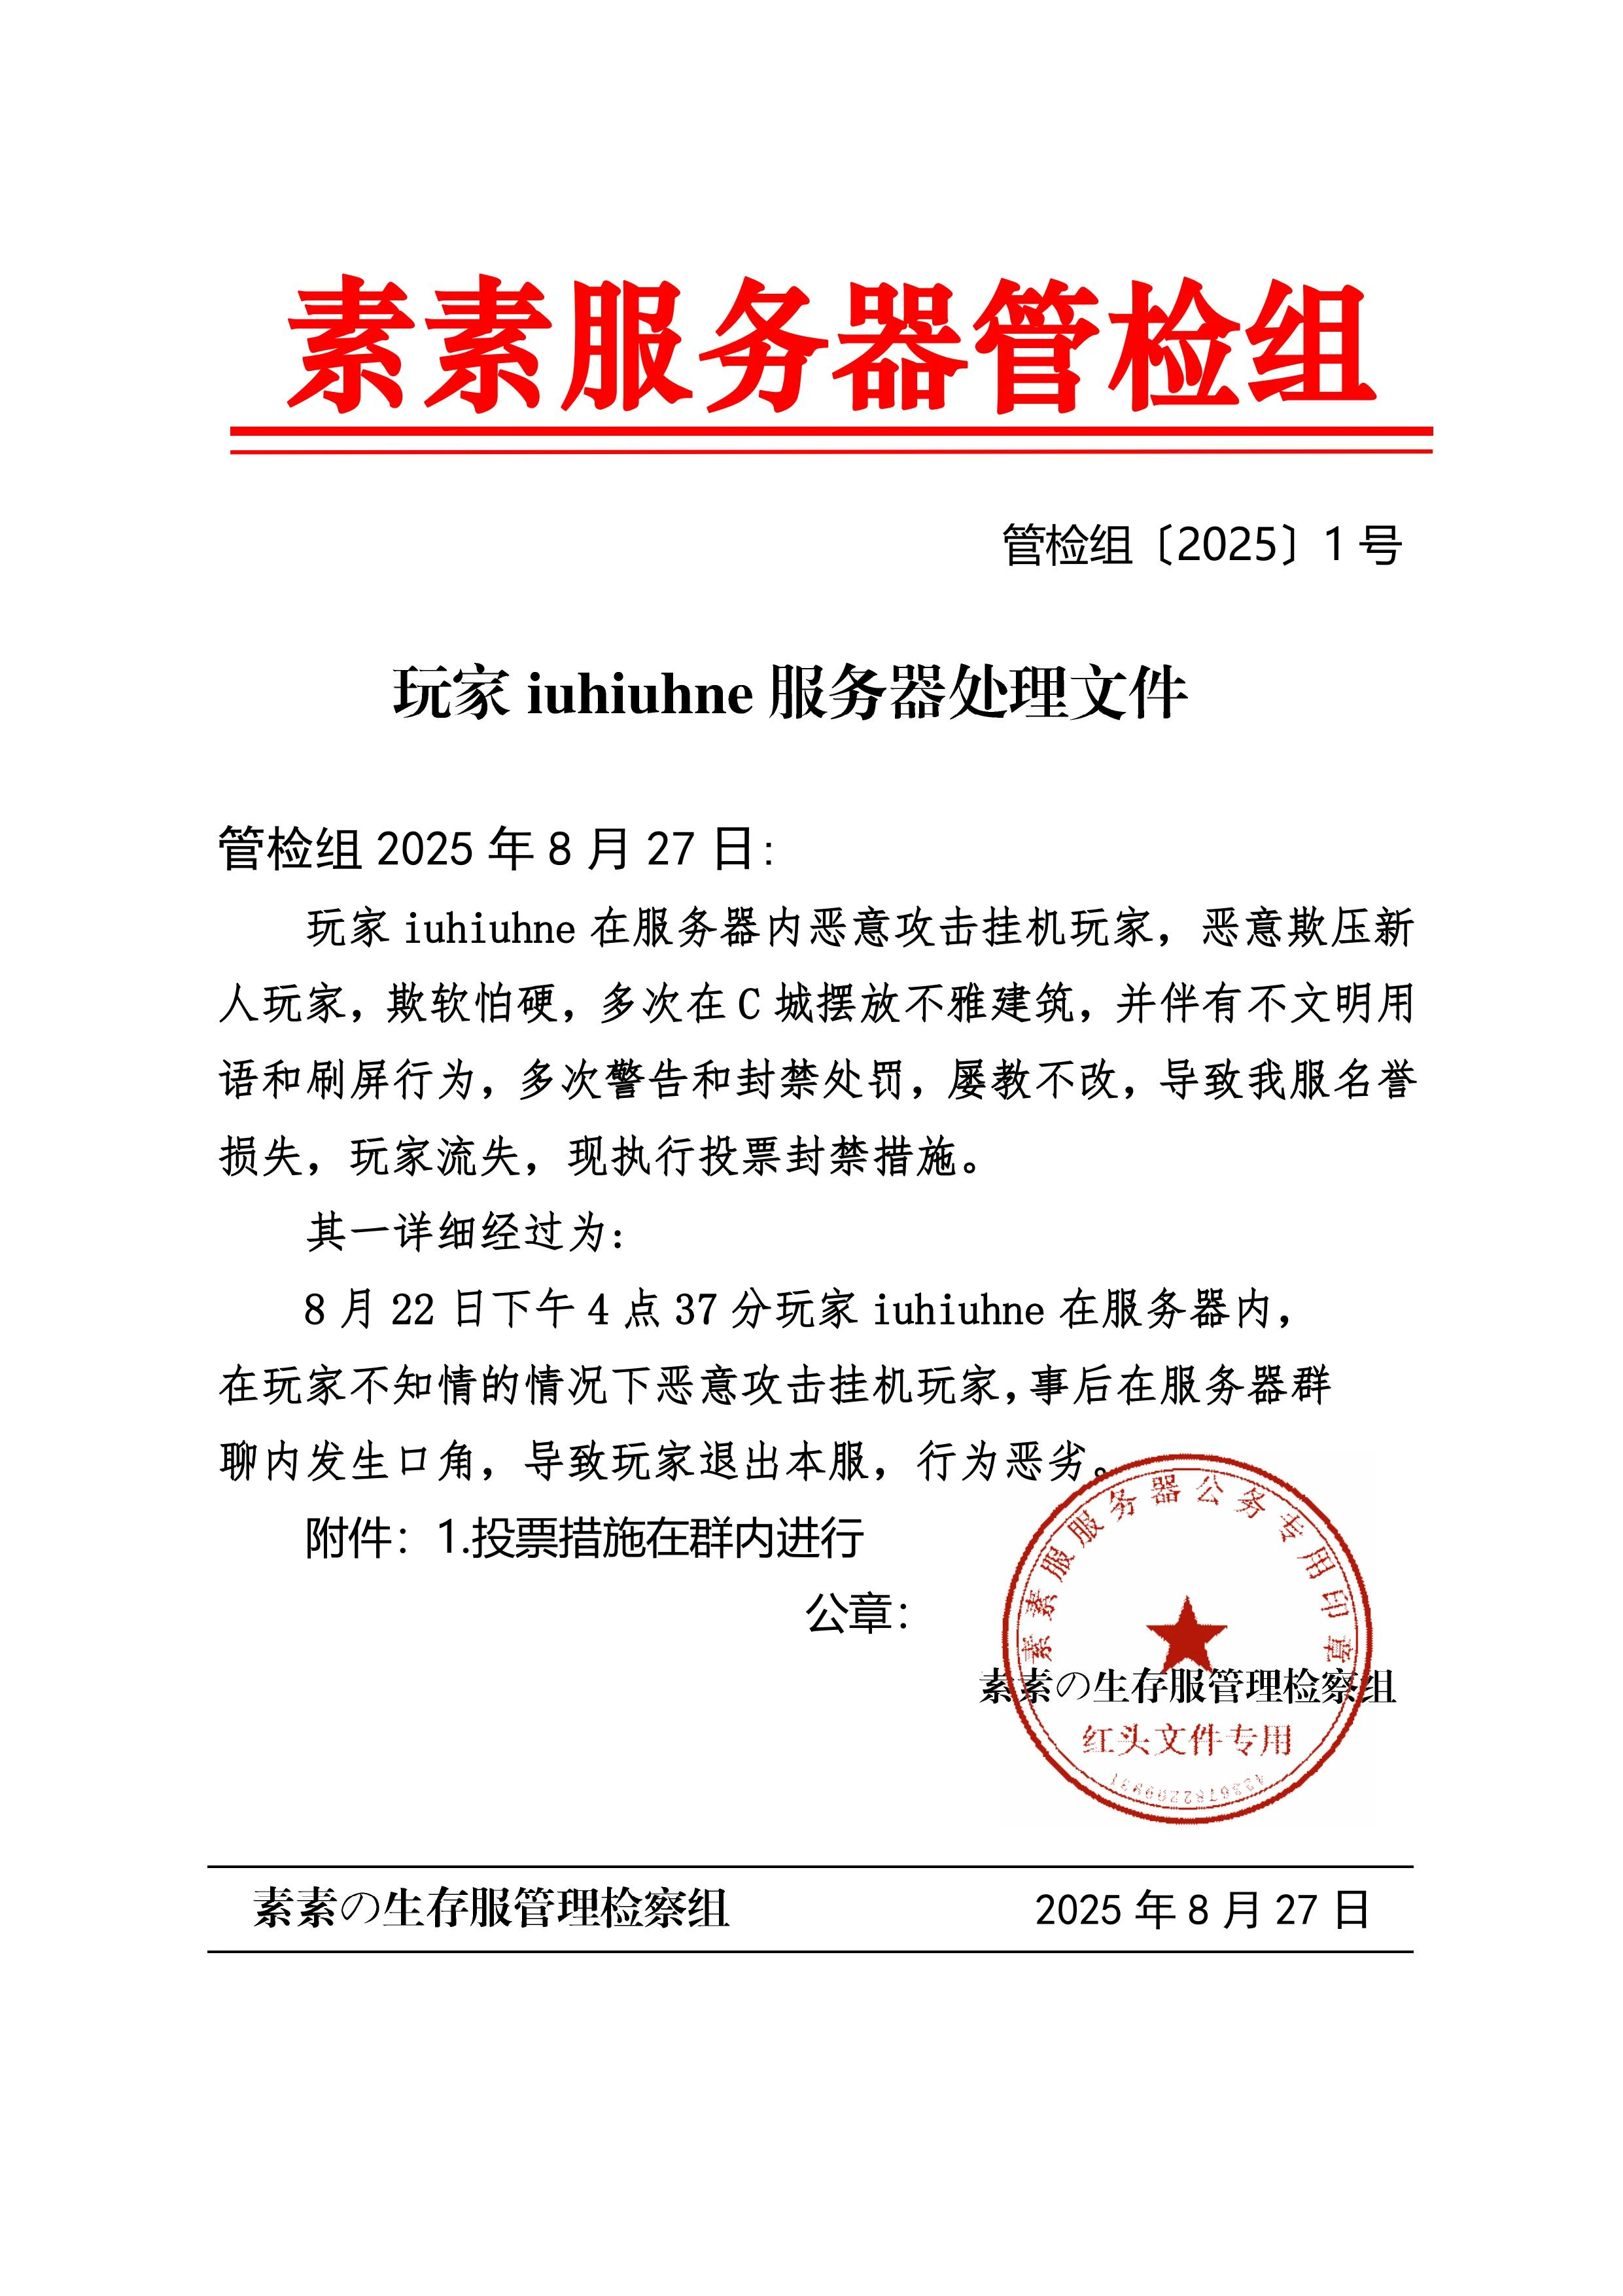 素素服务器管检组
管检组〔2025〕1 号
玩家 iuhiuhne 服务器处理文件
管检组 2025 年 8 月 27 日：
玩家 iuhiuhne 在服务器内恶意攻击挂机玩家，恶意欺压新
人玩家，欺软怕硬，多次在 C 城摆放不雅建筑，并伴有不文明用
语和刷屏行为，多次警告和封禁处罚，屡教不改，导致我服名誉
损失，玩家流失，现执行投票封禁措施。
其一详细经过为：
8 月 22 日下午 4 点 37 分玩家 iuhiuhne 在服务器内，
在玩家不知情的情况下恶意攻击挂机玩家，事后在服务器群
聊内发生口角，导致玩家退出本服，行为恶劣。
附件：1.投票措施在群内进行
公章：
素素服服务器公务专用印章
素素の生存服管理检察组
红头文件专用
素素の生存服管理检察组 2025 年 8 月 27 日